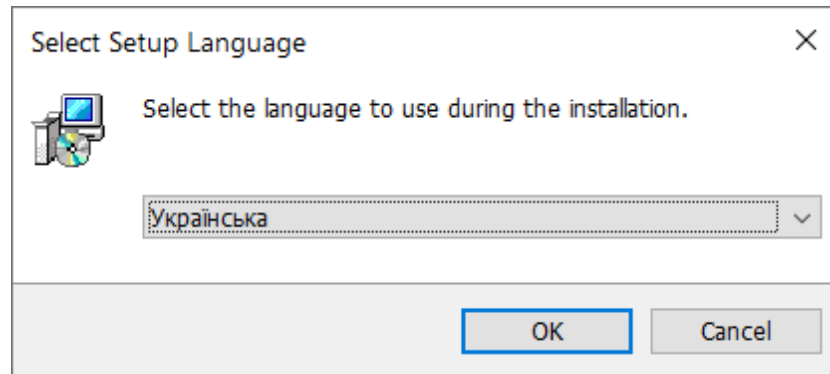 Select Setup Language
Select the language to use during the installation.
Українська
OK
Cancel